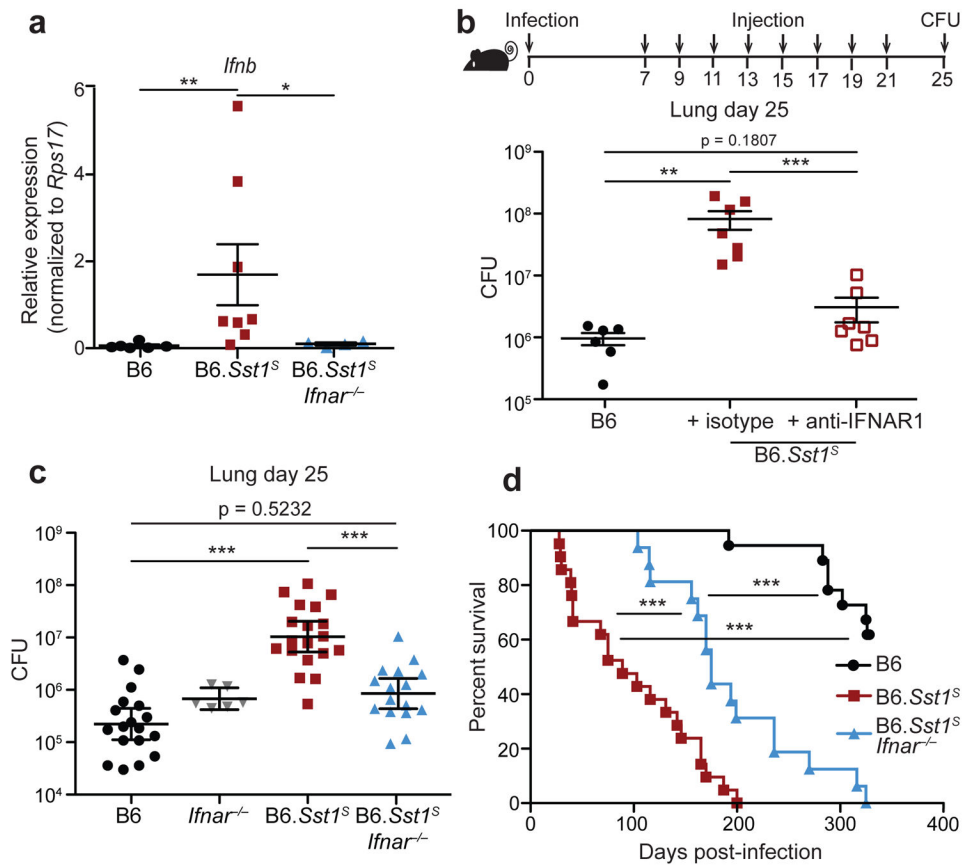 a
Ifnb
** *
Relative expression
(normalized to Rps17)
6
4
2
0
B6 B6.Sst1ˢ B6.Sst1ˢ
Ifnar⁻/⁻
b
Infection Injection CFU
0 7 9 11 13 15 17 19 21 25
Lung day 25
p = 0.1807
** ***
CFU
10⁹
10⁸
10⁷
10⁶
10⁵
B6 + isotype + anti-IFNAR1
B6.Sst1ˢ
c
Lung day 25
p = 0.5232
*** ***
CFU
10⁹
10⁸
10⁷
10⁶
10⁵
10⁴
B6 Ifnar⁻/⁻ B6.Sst1ˢ B6.Sst1ˢ
Ifnar⁻/⁻
d
Percent survival
100
80
60
40
20
0
***
***
***
B6
B6.Sst1ˢ
B6.Sst1ˢ
Ifnar⁻/⁻
0 100 200 300 400
Days post-infection